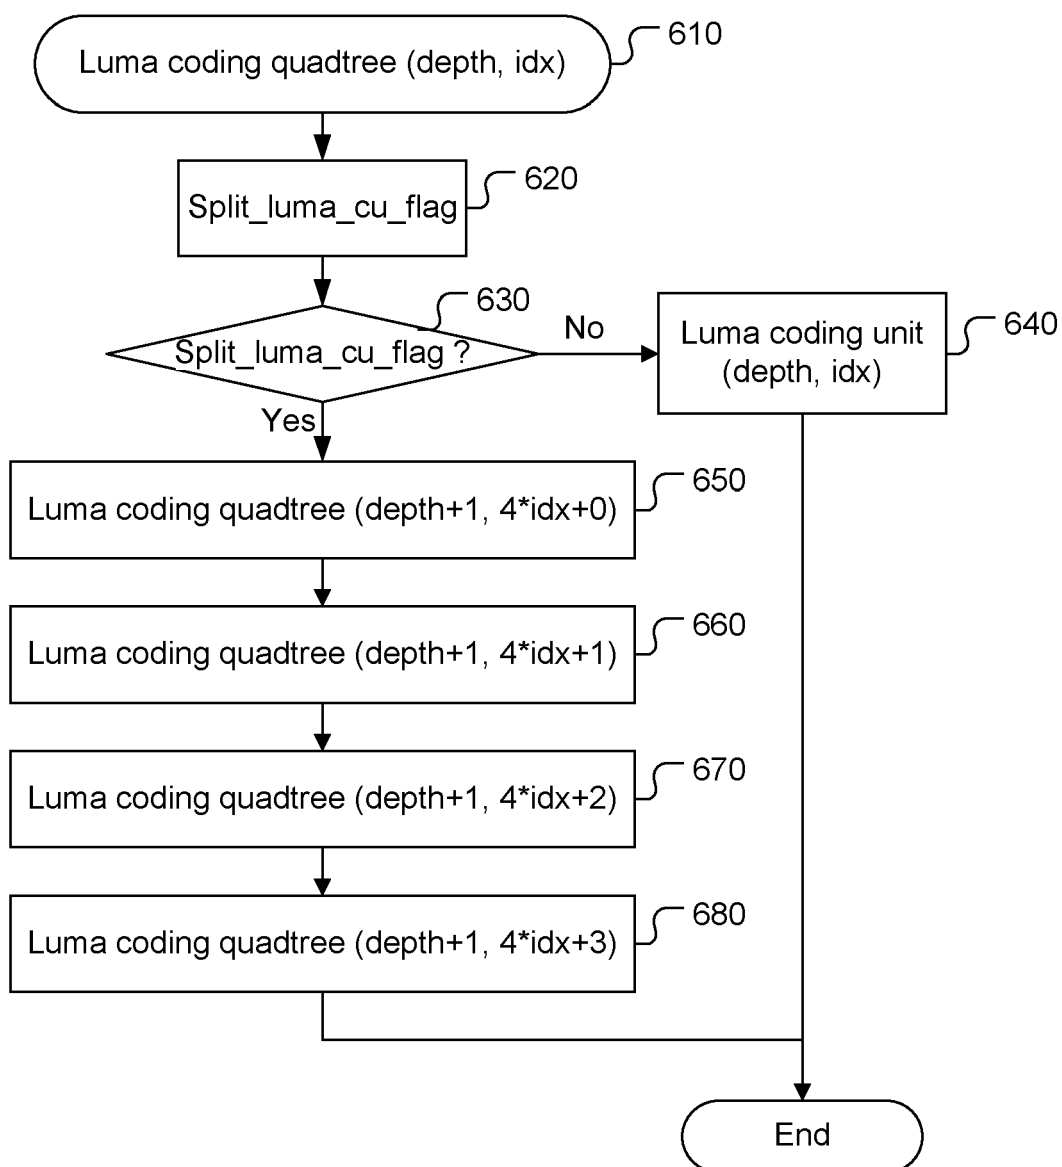 Luma coding quadtree (depth, idx)
610
Split_luma_cu_flag
620
Split_luma_cu_flag ?
630
No
Luma coding unit
(depth, idx)
640
Yes
Luma coding quadtree (depth+1, 4*idx+0)
650
Luma coding quadtree (depth+1, 4*idx+1)
660
Luma coding quadtree (depth+1, 4*idx+2)
670
Luma coding quadtree (depth+1, 4*idx+3)
680
End